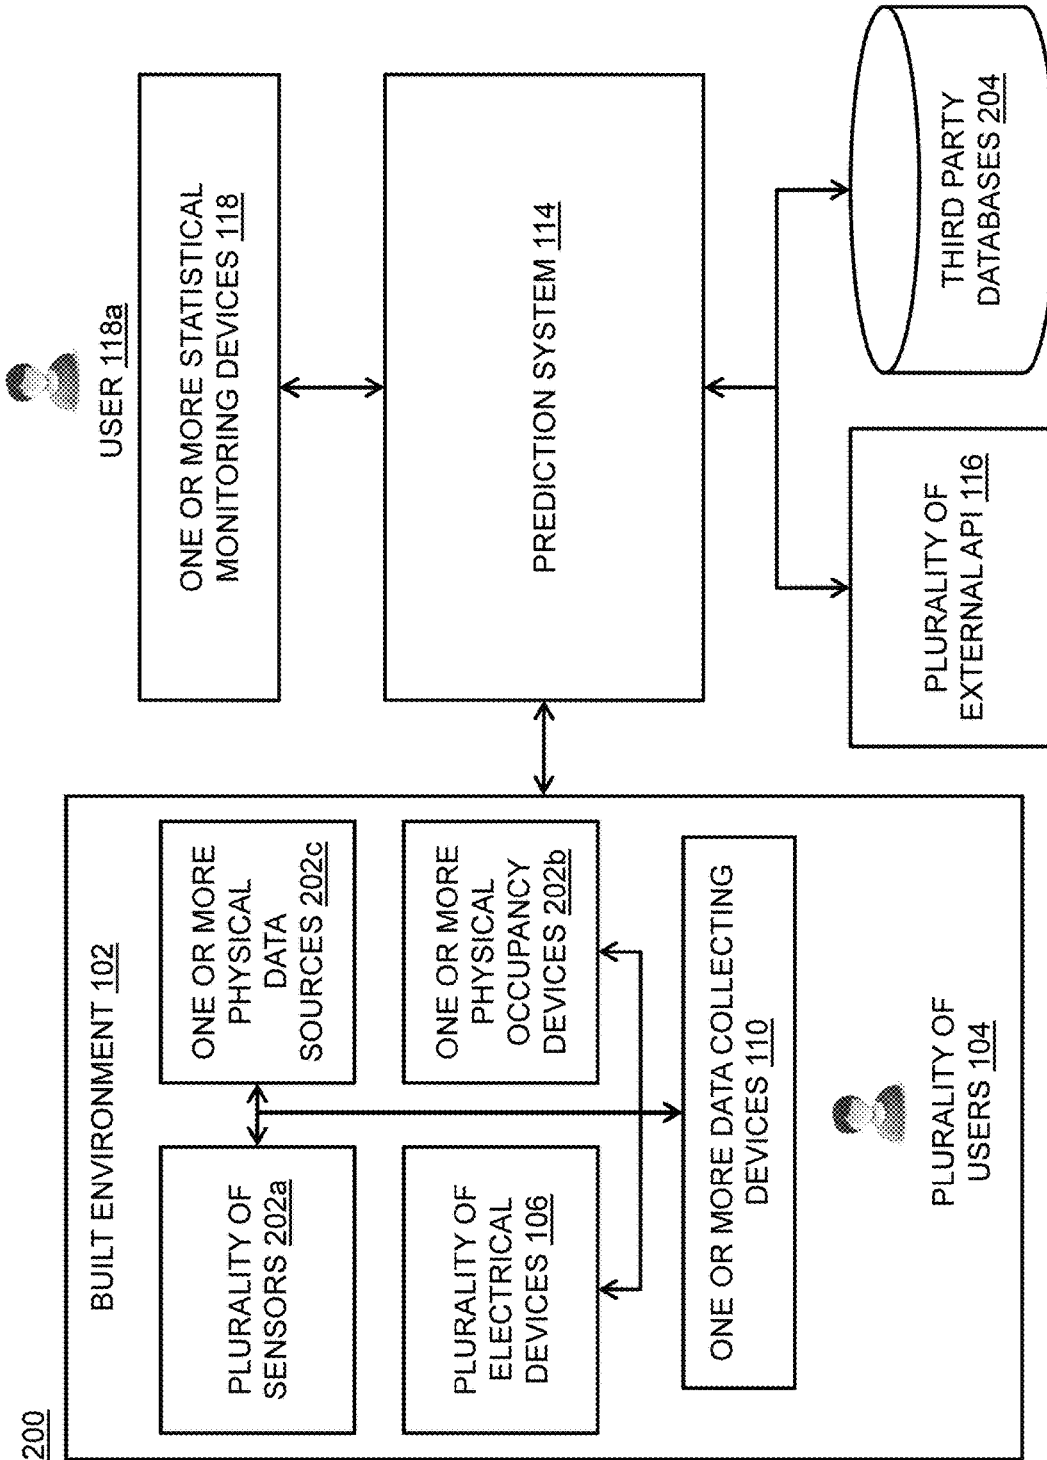 200
BUILT ENVIRONMENT 102
PLURALITY OF
SENSORS 202a
ONE OR MORE
PHYSICAL
DATA
SOURCES 202c
PLURALITY OF
ELECTRICAL
DEVICES 106
ONE OR MORE
PHYSICAL
OCCUPANCY
DEVICES 202b
ONE OR MORE DATA COLLECTING
DEVICES 110
PLURALITY OF
USERS 104
USER 118a
ONE OR MORE STATISTICAL
MONITORING DEVICES 118
PREDICTION SYSTEM 114
PLURALITY OF
EXTERNAL API 116
THIRD PARTY
DATABASES 204